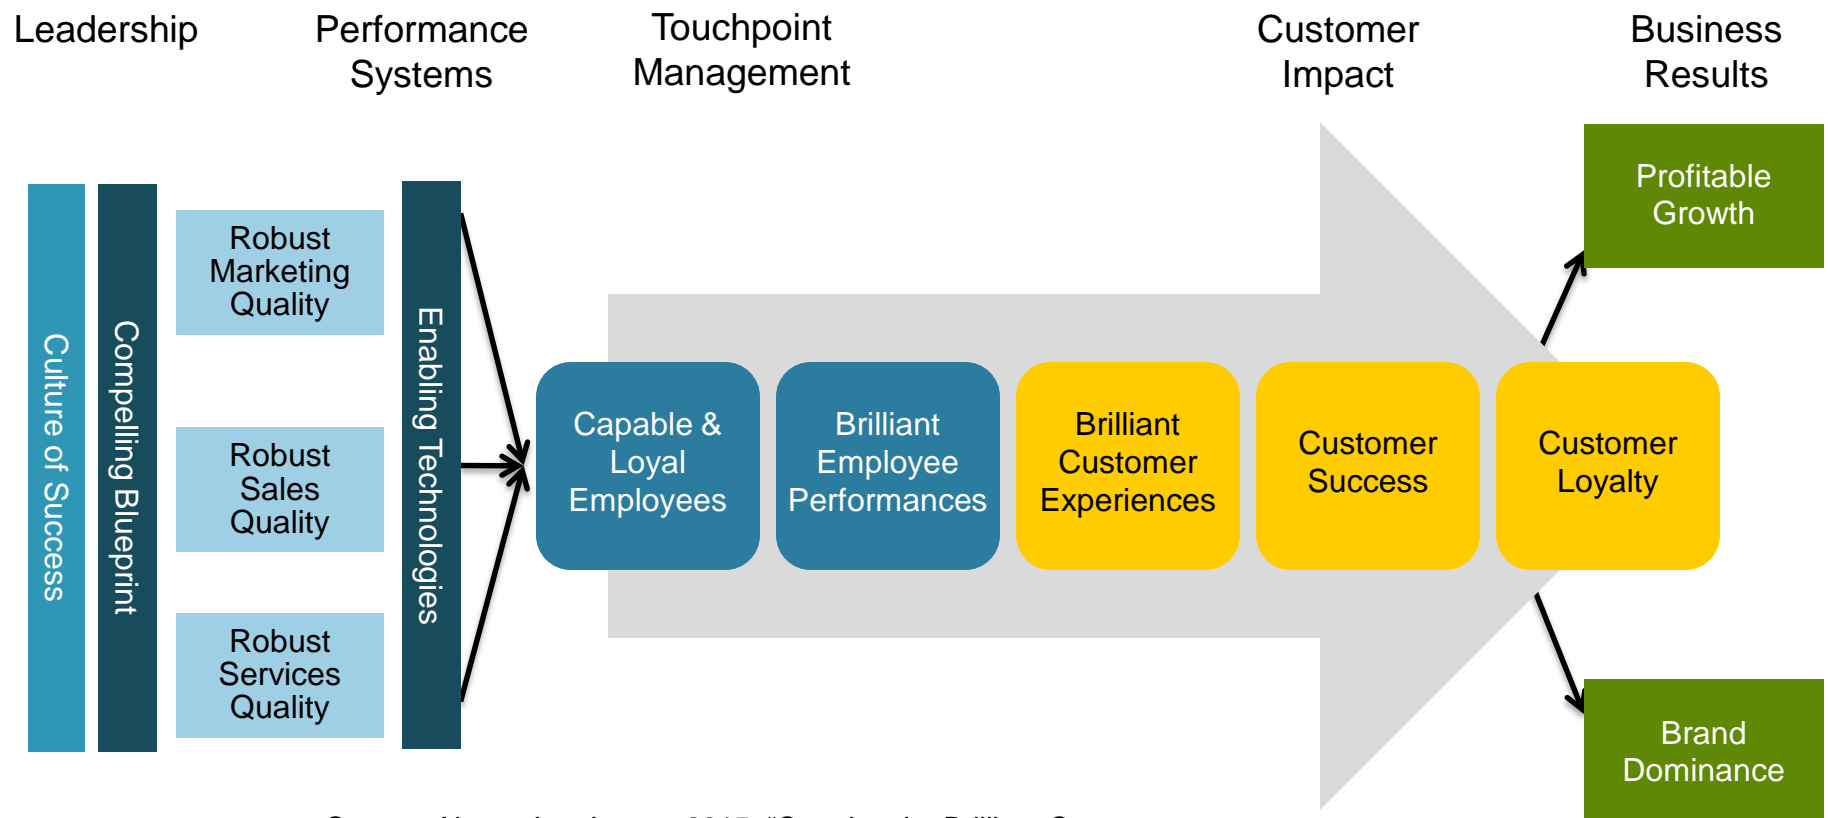 Leadership
Performance
Systems
Touchpoint
Management
Customer
Impact
Business
Results
Culture of Success
Compelling Blueprint
Robust
Marketing
Quality
Robust
Sales
Quality
Robust
Services
Quality
Enabling Technologies
Capable &
Loyal
Employees
Brilliant
Employee
Performances
Brilliant
Customer
Experiences
Customer
Success
Customer
Loyalty
Profitable
Growth
Brand
Dominance